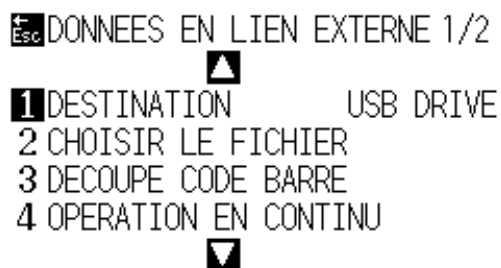 Esc DONNEES EN LIEN EXTERNE 1/2
1 DESTINATION USB DRIVE
2 CHOISIR LE FICHIER
3 DECOUPE CODE BARRE
4 OPERATION EN CONTINU